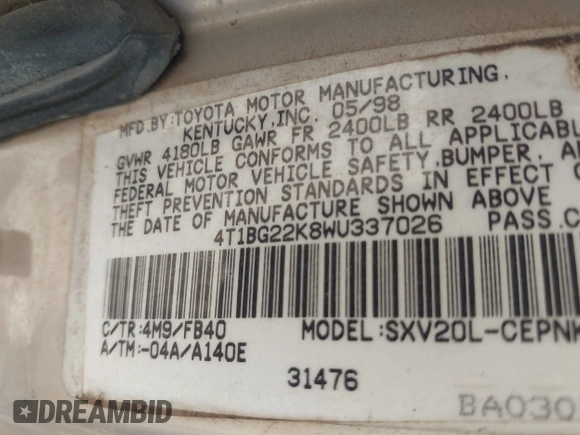 MFD.BY:TOYOTA MOTOR MANUFACTURING.
KENTUCKY,INC. 05/98
GVWR 4180LB GAWR FR 2400LB RR 2400LB
THIS VEHICLE CONFORMS TO ALL APPLICABL
FEDERAL MOTOR VEHICLE SAFETY,BUMPER, AN
THEFT PREVENTION STANDARDS IN EFFECT O
THE DATE OF MANUFACTURE SHOWN ABOVE
4T1BG22K8WU337026 PASS.C
C/TR:4M9/FB40 MODEL:SXV20L-CEPNK
A/TM:-04A/A140E
31476
BA030
DREAMBID